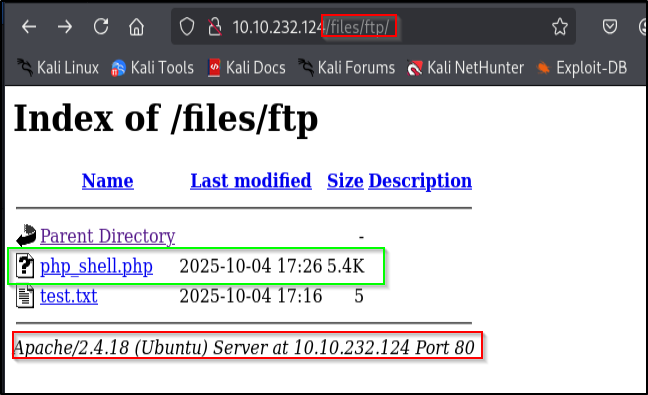 10.10.232.124/files/ftp/
Kali Linux Kali Tools Kali Docs Kali Forums Kali NetHunter Exploit-DB
Index of /files/ftp
Name Last modified Size Description
Parent Directory -
php_shell.php 2025-10-04 17:26 5.4K
test.txt 2025-10-04 17:16 5
Apache/2.4.18 (Ubuntu) Server at 10.10.232.124 Port 80